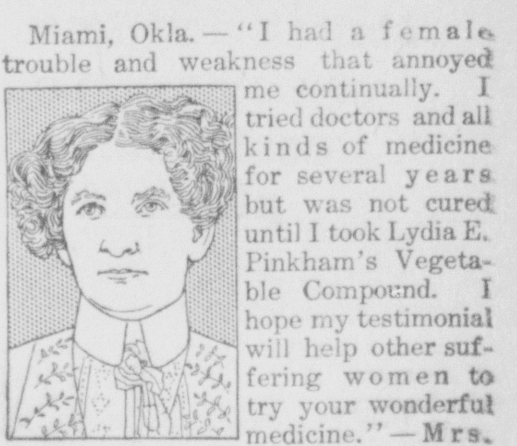 Miami, Okla. — "I had a female
trouble and weakness that annoyed
me continually. I
tried doctors and all
kinds of medicine
for several years
but was not cured
until I took Lydia E.
Pinkham's Vegeta-
ble Compound. I
hope my testimonial
will help other suf-
fering women to
try your wonderful
medicine." — Mrs.